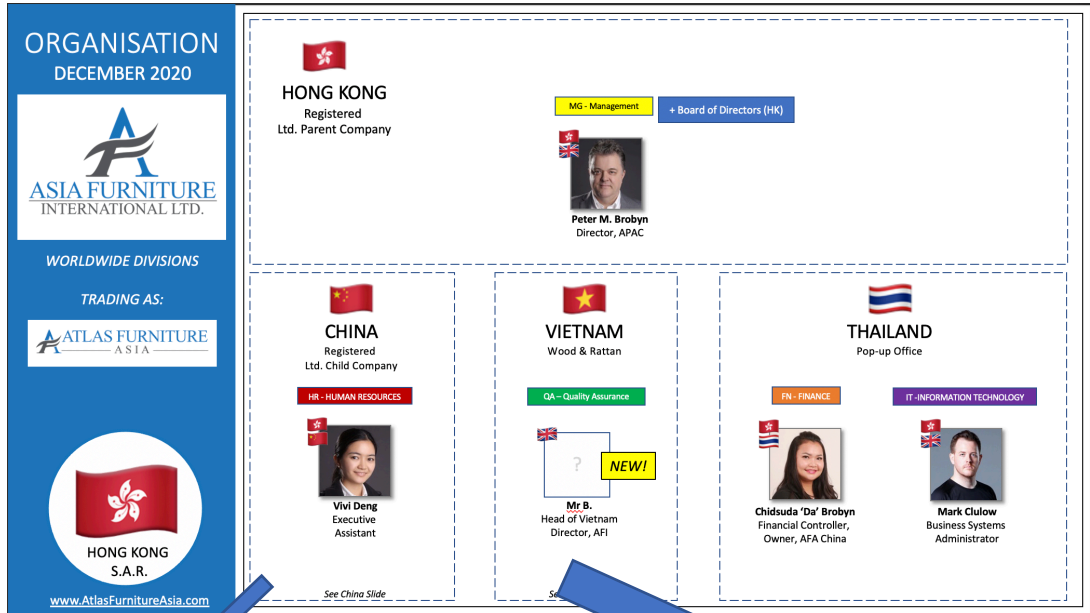 ORGANISATION
DECEMBER 2020
ASIA FURNITURE
INTERNATIONAL LTD.
WORLDWIDE DIVISIONS
TRADING AS:
ATLAS FURNITURE
ASIA
HONG KONG
S.A.R.
www.AtlasFurnitureAsia.com
HONG KONG
Registered
Ltd. Parent Company
MG - Management
+ Board of Directors (HK)
Peter M. Brobyn
Director, APAC
CHINA
Registered
Ltd. Child Company
HR - HUMAN RESOURCES
Vivi Deng
Executive
Assistant
See China Slide
VIETNAM
Wood & Rattan
QA – Quality Assurance
?
NEW!
Mr B.
Head of Vietnam
Director, AFI
THAILAND
Pop-up Office
FN - FINANCE
Chidsuda ‘Da’ Brobyn
Financial Controller,
Owner, AFA China
IT -INFORMATION TECHNOLOGY
Mark Clulow
Business Systems
Administrator